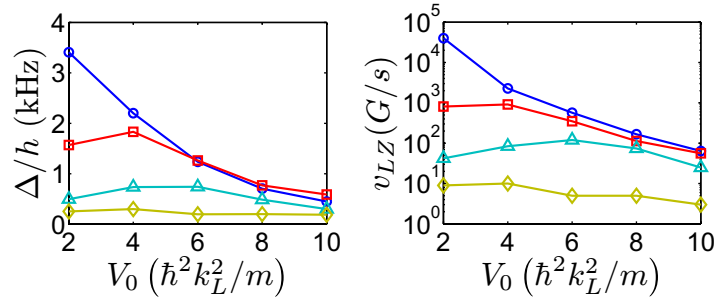 4
3
2
1
0
2 4 6 8 10
Δ/h (kHz)
V₀ (ħ²k_L²/m)
10⁵
10⁴
10³
10²
10¹
10⁰
2 4 6 8 10
v_LZ(G/s)
V₀ (ħ²k_L²/m)